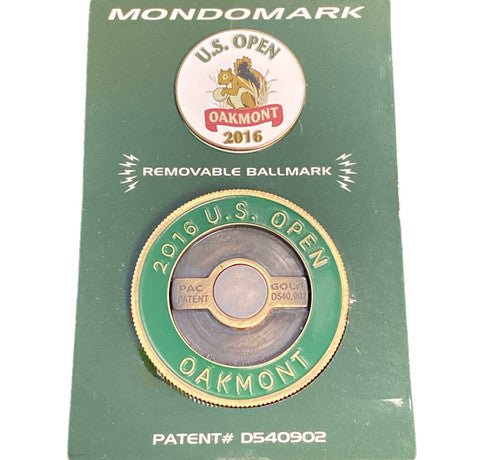 MONDOMARK
U.S. OPEN
OAKMONT
2016
REMOVABLE BALLMARK
2016 U.S. OPEN
PAC GOLF
PATENT D540,902
OAKMONT
PATENT# D540902